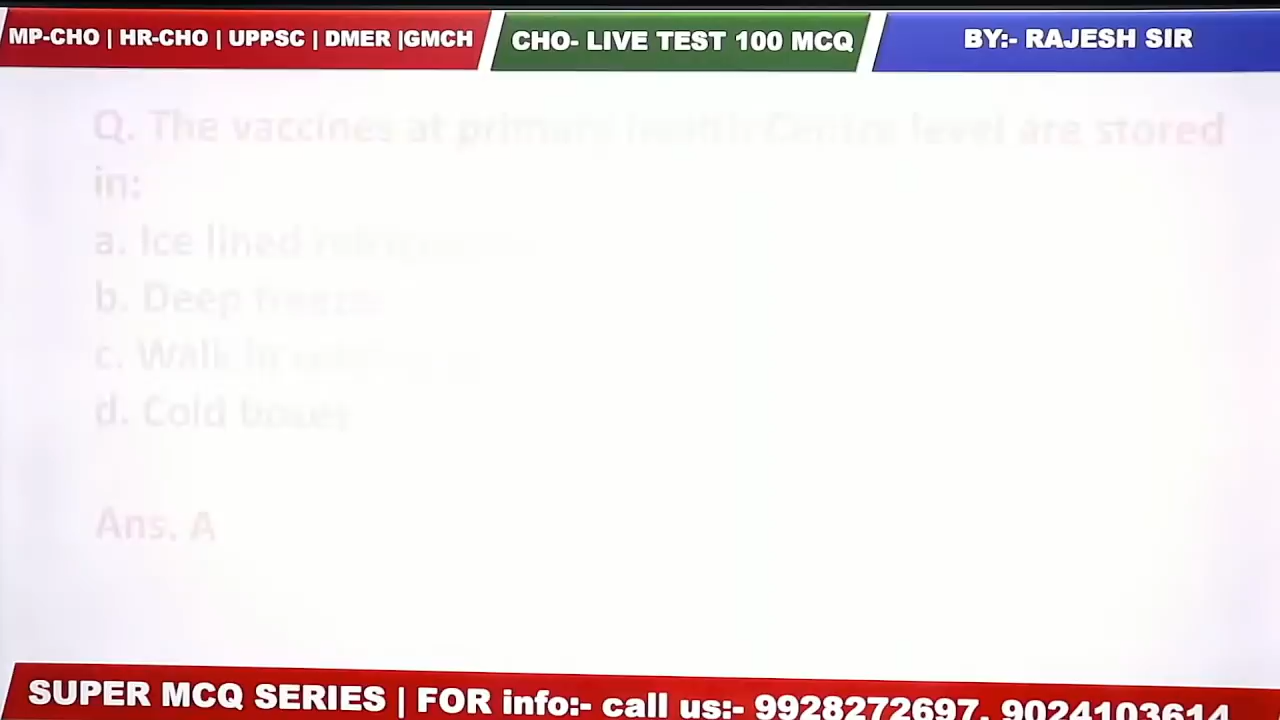 MP-CHO | HR-CHO | UPPSC | DMER |GMCH
CHO- LIVE TEST 100 MCQ
BY:- RAJESH SIR
Q. The vaccines at primary health Centre level are stored
in:
a. Ice lined
b. Deep
c. Walk in
d. Cold boxes
Ans. A
SUPER MCQ SERIES | FOR info:- call us:- 9928272697, 9024103614